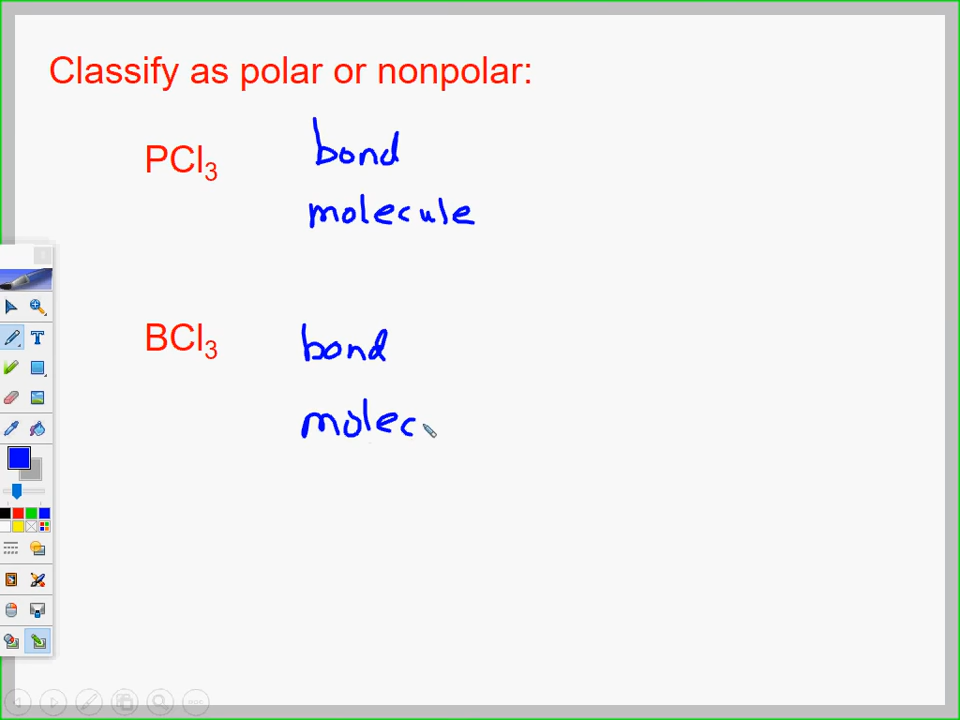 Classify as polar or nonpolar:
PCl3 bond
molecule
BCl3 bond
molec